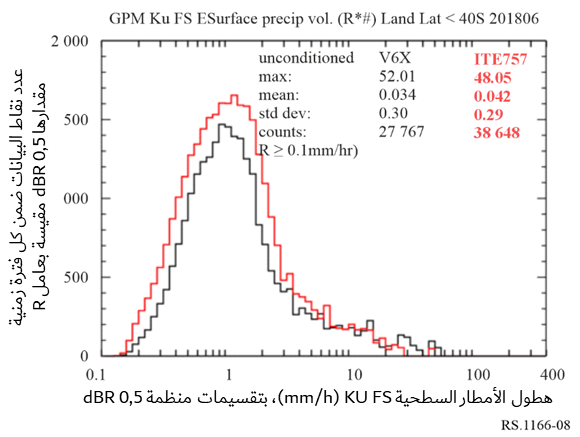 GPM Ku FS ESurface precip vol. (R*#) Land Lat < 40S 201806
unconditioned V6X ITE757
max: 52.01 48.05
mean: 0.034 0.042
std dev: 0.30 0.29
counts: 27 767 38 648
R ≥ 0.1mm/hr)
2 000
500
000
500
0
عدد نقاط البيانات ضمن كل فترة زمنية
مقدارها 0,5 dBR مقيسة بعامل R
0.1 1 10 100 400
هطول الأمطار السطحية KU FS (mm/h)، بتقسيمات منظمة 0,5 dBR
RS.1166-08